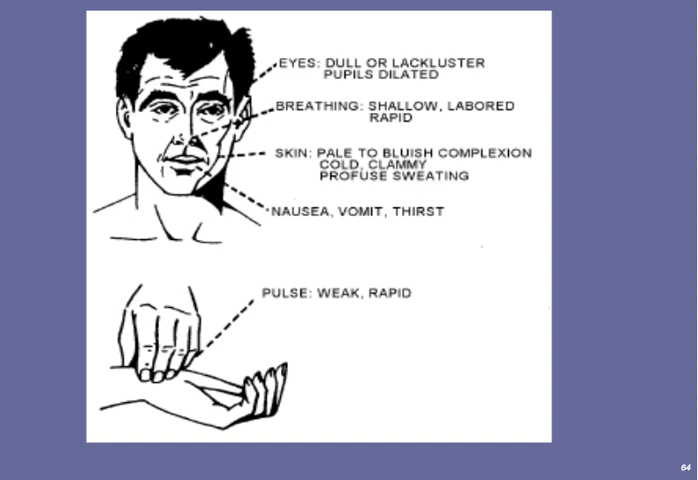 EYES: DULL OR LACKLUSTER
PUPILS DILATED
BREATHING: SHALLOW, LABORED
RAPID
SKIN: PALE TO BLUISH COMPLEXION
COLD, CLAMMY
PROFUSE SWEATING
NAUSEA, VOMIT, THIRST
PULSE: WEAK, RAPID
64